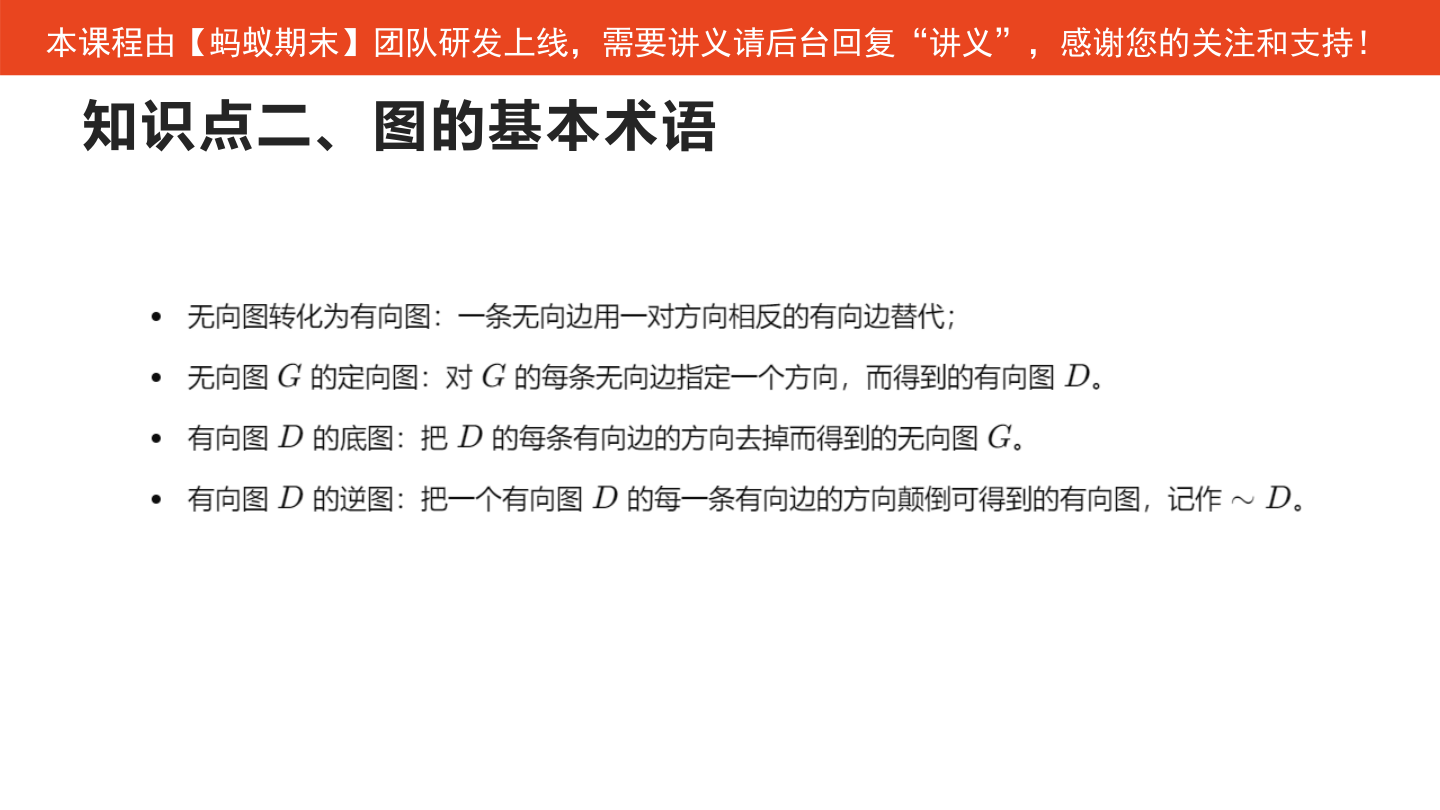 本课程由【蚂蚁期末】团队研发上线，需要讲义请后台回复“讲义”，感谢您的关注和支持！
知识点二、图的基本术语
• 无向图转化为有向图：一条无向边用一对方向相反的有向边替代；
• 无向图 G 的定向图：对 G 的每条无向边指定一个方向，而得到的有向图 D。
• 有向图 D 的底图：把 D 的每条有向边的方向去掉而得到的无向图 G。
• 有向图 D 的逆图：把一个有向图 D 的每一条有向边的方向颠倒可得到的有向图，记作 ∼ D。